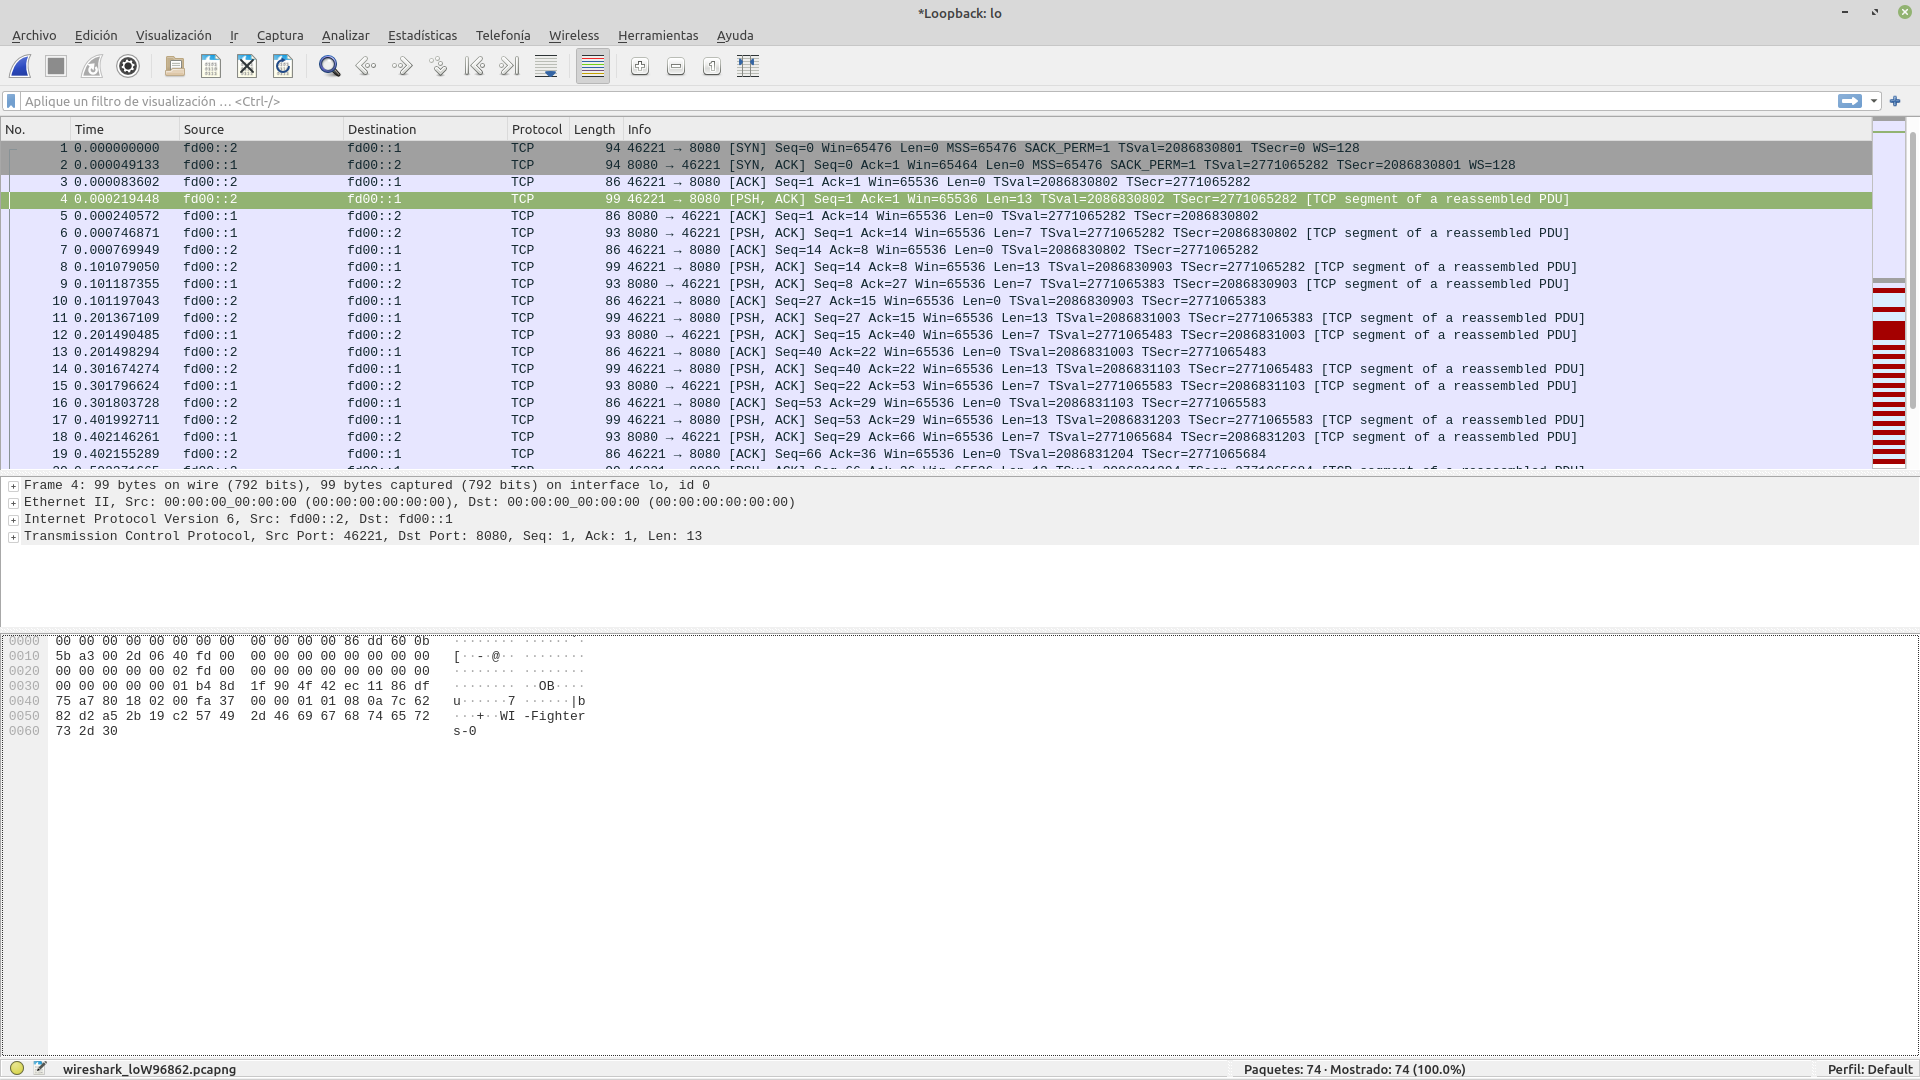 *Loopback: lo
Archivo Edición Visualización Ir Captura Analizar Estadísticas Telefonía Wireless Herramientas Ayuda
Aplique un filtro de visualización … <Ctrl-/>
No. Time Source Destination Protocol Length Info
1 0.000000000 fd00::2 fd00::1 TCP 94 46221 → 8080 [SYN] Seq=0 Win=65476 Len=0 MSS=65476 SACK_PERM=1 TSval=2086830801 TSecr=0 WS=128
2 0.000049133 fd00::1 fd00::2 TCP 94 8080 → 46221 [SYN, ACK] Seq=0 Ack=1 Win=65464 Len=0 MSS=65476 SACK_PERM=1 TSval=2771065282 TSecr=2086830801 WS=128
3 0.000083602 fd00::2 fd00::1 TCP 86 46221 → 8080 [ACK] Seq=1 Ack=1 Win=65536 Len=0 TSval=2086830802 TSecr=2771065282
4 0.000219448 fd00::2 fd00::1 TCP 99 46221 → 8080 [PSH, ACK] Seq=1 Ack=1 Win=65536 Len=13 TSval=2086830802 TSecr=2771065282 [TCP segment of a reassembled PDU]
5 0.000240572 fd00::1 fd00::2 TCP 86 8080 → 46221 [ACK] Seq=1 Ack=14 Win=65536 Len=0 TSval=2771065282 TSecr=2086830802
6 0.000746871 fd00::1 fd00::2 TCP 93 8080 → 46221 [PSH, ACK] Seq=1 Ack=14 Win=65536 Len=7 TSval=2771065282 TSecr=2086830802 [TCP segment of a reassembled PDU]
7 0.000769949 fd00::2 fd00::1 TCP 86 46221 → 8080 [ACK] Seq=14 Ack=8 Win=65536 Len=0 TSval=2086830802 TSecr=2771065282
8 0.101079050 fd00::2 fd00::1 TCP 99 46221 → 8080 [PSH, ACK] Seq=14 Ack=8 Win=65536 Len=13 TSval=2086830903 TSecr=2771065282 [TCP segment of a reassembled PDU]
9 0.101187355 fd00::1 fd00::2 TCP 93 8080 → 46221 [PSH, ACK] Seq=8 Ack=27 Win=65536 Len=7 TSval=2771065383 TSecr=2086830903 [TCP segment of a reassembled PDU]
10 0.101197043 fd00::2 fd00::1 TCP 86 46221 → 8080 [ACK] Seq=27 Ack=15 Win=65536 Len=0 TSval=2086830903 TSecr=2771065383
11 0.201367109 fd00::2 fd00::1 TCP 99 46221 → 8080 [PSH, ACK] Seq=27 Ack=15 Win=65536 Len=13 TSval=2086831003 TSecr=2771065383 [TCP segment of a reassembled PDU]
12 0.201490485 fd00::1 fd00::2 TCP 93 8080 → 46221 [PSH, ACK] Seq=15 Ack=40 Win=65536 Len=7 TSval=2771065483 TSecr=2086831003 [TCP segment of a reassembled PDU]
13 0.201498294 fd00::2 fd00::1 TCP 86 46221 → 8080 [ACK] Seq=40 Ack=22 Win=65536 Len=0 TSval=2086831003 TSecr=2771065483
14 0.301674274 fd00::2 fd00::1 TCP 99 46221 → 8080 [PSH, ACK] Seq=40 Ack=22 Win=65536 Len=13 TSval=2086831103 TSecr=2771065483 [TCP segment of a reassembled PDU]
15 0.301796624 fd00::1 fd00::2 TCP 93 8080 → 46221 [PSH, ACK] Seq=22 Ack=53 Win=65536 Len=7 TSval=2771065583 TSecr=2086831103 [TCP segment of a reassembled PDU]
16 0.301803728 fd00::2 fd00::1 TCP 86 46221 → 8080 [ACK] Seq=53 Ack=29 Win=65536 Len=0 TSval=2086831103 TSecr=2771065583
17 0.401992711 fd00::2 fd00::1 TCP 99 46221 → 8080 [PSH, ACK] Seq=53 Ack=29 Win=65536 Len=13 TSval=2086831203 TSecr=2771065583 [TCP segment of a reassembled PDU]
18 0.402146261 fd00::1 fd00::2 TCP 93 8080 → 46221 [PSH, ACK] Seq=29 Ack=66 Win=65536 Len=7 TSval=2771065684 TSecr=2086831203 [TCP segment of a reassembled PDU]
19 0.402155289 fd00::2 fd00::1 TCP 86 46221 → 8080 [ACK] Seq=66 Ack=36 Win=65536 Len=0 TSval=2086831204 TSecr=2771065684
Frame 4: 99 bytes on wire (792 bits), 99 bytes captured (792 bits) on interface lo, id 0
Ethernet II, Src: 00:00:00_00:00:00 (00:00:00:00:00:00), Dst: 00:00:00_00:00:00 (00:00:00:00:00:00)
Internet Protocol Version 6, Src: fd00::2, Dst: fd00::1
Transmission Control Protocol, Src Port: 46221, Dst Port: 8080, Seq: 1, Ack: 1, Len: 13
0000 00 00 00 00 00 00 00 00 00 00 00 00 86 dd 60 0b ········ ······`·
0010 5b a3 00 2d 06 40 fd 00 00 00 00 00 00 00 00 00 [··-·@·· ········
0020 00 00 00 00 00 02 fd 00 00 00 00 00 00 00 00 00 ········ ········
0030 00 00 00 00 00 01 b4 8d 1f 90 4f 42 ec 11 86 df ········ ··OB····
0040 75 a7 80 18 02 00 fa 37 00 00 01 01 08 0a 7c 62 u······7 ······|b
0050 82 d2 a5 2b 19 c2 57 49 2d 46 69 67 68 74 65 72 ···+··WI -Fighter
0060 73 2d 30 s-0
wireshark_loW96862.pcapng Paquetes: 74 · Mostrado: 74 (100.0%) Perfil: Default